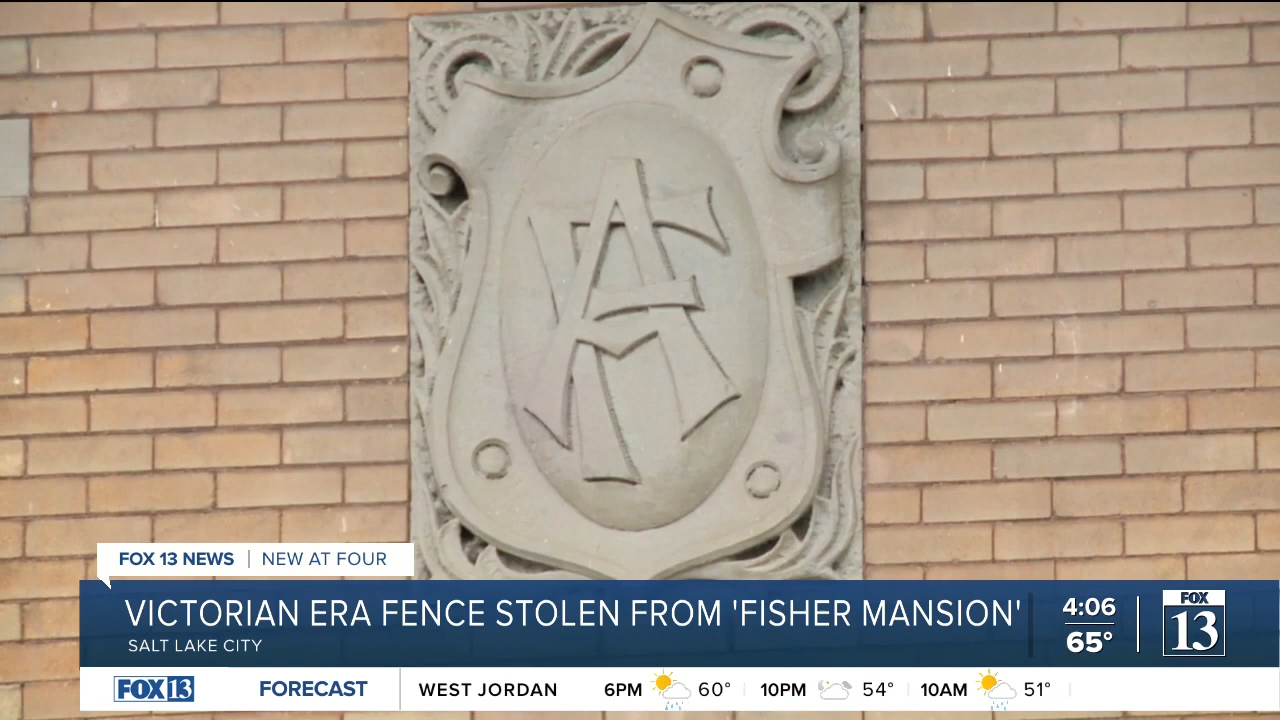 AF
FOX 13 NEWS | NEW AT FOUR
VICTORIAN ERA FENCE STOLEN FROM 'FISHER MANSION'
SALT LAKE CITY
4:06
65°
FOX
13
FOX 13 FORECAST WEST JORDAN 6PM 60° 10PM 54° 10AM 51°